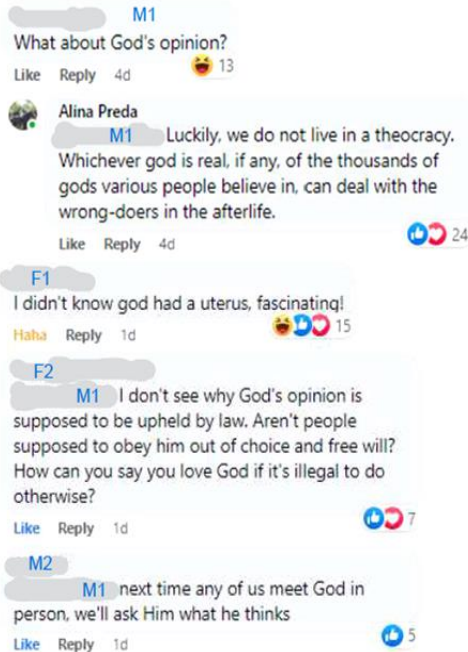 M1
What about God's opinion?
Like Reply 4d 13
Alina Preda
M1 Luckily, we do not live in a theocracy.
Whichever god is real, if any, of the thousands of
gods various people believe in, can deal with the
wrong-doers in the afterlife.
Like Reply 4d 24
F1
I didn't know god had a uterus, fascinating!
Haha Reply 1d 15
F2
M1 I don't see why God's opinion is
supposed to be upheld by law. Aren't people
supposed to obey him out of choice and free will?
How can you say you love God if it's illegal to do
otherwise?
Like Reply 1d 7
M2
M1 next time any of us meet God in
person, we'll ask Him what he thinks
Like Reply 1d 5